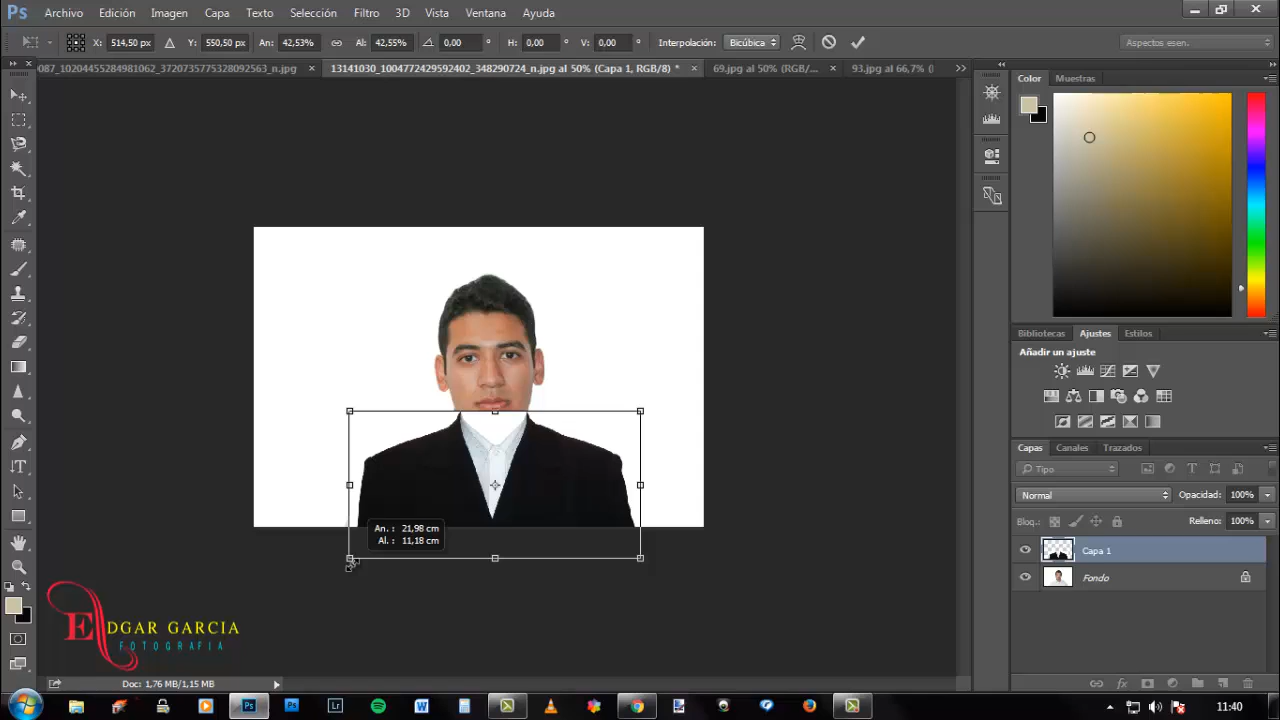 Ps Archivo Edición Imagen Capa Texto Selección Filtro 3D Vista Ventana Ayuda
X: 514,50 px Y: 550,50 px An: 42,53% Al: 42,55% 0,00 ° H: 0,00 ° V: 0,00 ° Interpolación: Bicúbica Aspectos esen.
087_10204455284981062_3720735775328092563_n.jpg × 13141030_1004772429592402_348290724_n.jpg al 50% (Capa 1, RGB/8) * × 69.jpg al 50% (RGB/... × 93.jpg al 66,7% (
Color Muestras
Bibliotecas Ajustes Estilos
Añadir un ajuste
Capas Canales Trazados
Tipo
Normal Opacidad: 100%
Bloq.: Relleno: 100%
Capa 1
Fondo
An. : 21,98 cm
Al. : 11,18 cm
EDGAR GARCIA
FOTOGRAFIA
Doc: 1,76 MB/1,15 MB
11:40